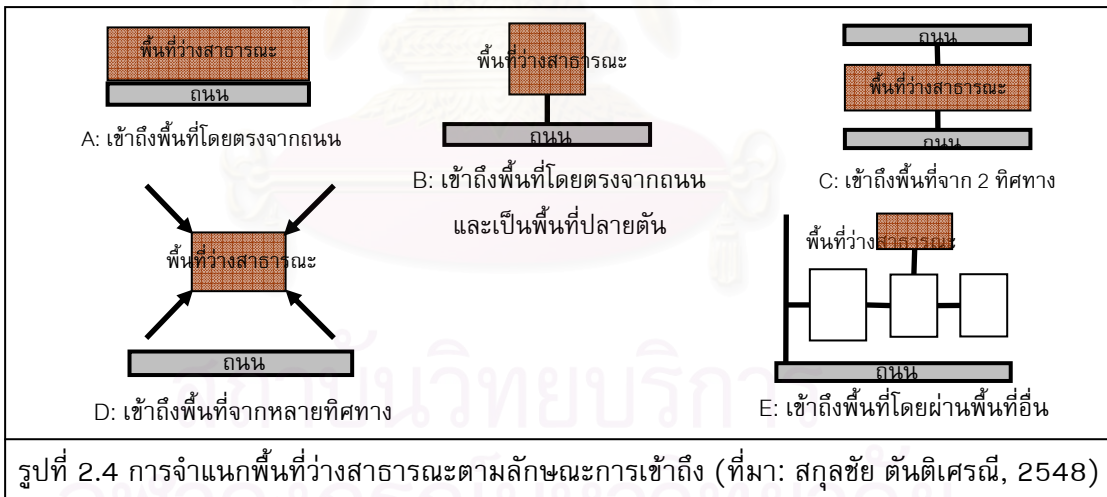 พื้นที่ว่างสาธารณะ
ถนน
A: เข้าถึงพื้นที่โดยตรงจากถนน
พื้นที่ว่างสาธารณะ
ถนน
B: เข้าถึงพื้นที่โดยตรงจากถนน
และเป็นพื้นที่ปลายตัน
ถนน
พื้นที่ว่างสาธารณะ
ถนน
C: เข้าถึงพื้นที่จาก 2 ทิศทาง
พื้นที่ว่างสาธารณะ
ถนน
D: เข้าถึงพื้นที่จากหลายทิศทาง
พื้นที่ว่างสาธารณะ
ถนน
E: เข้าถึงพื้นที่โดยผ่านพื้นที่อื่น
สถาบันวิทยบริการ
รูปที่ 2.4 การจำแนกพื้นที่ว่างสาธารณะตามลักษณะการเข้าถึง (ที่มา: สกุลชัย ตันติเศรณี, 2548)